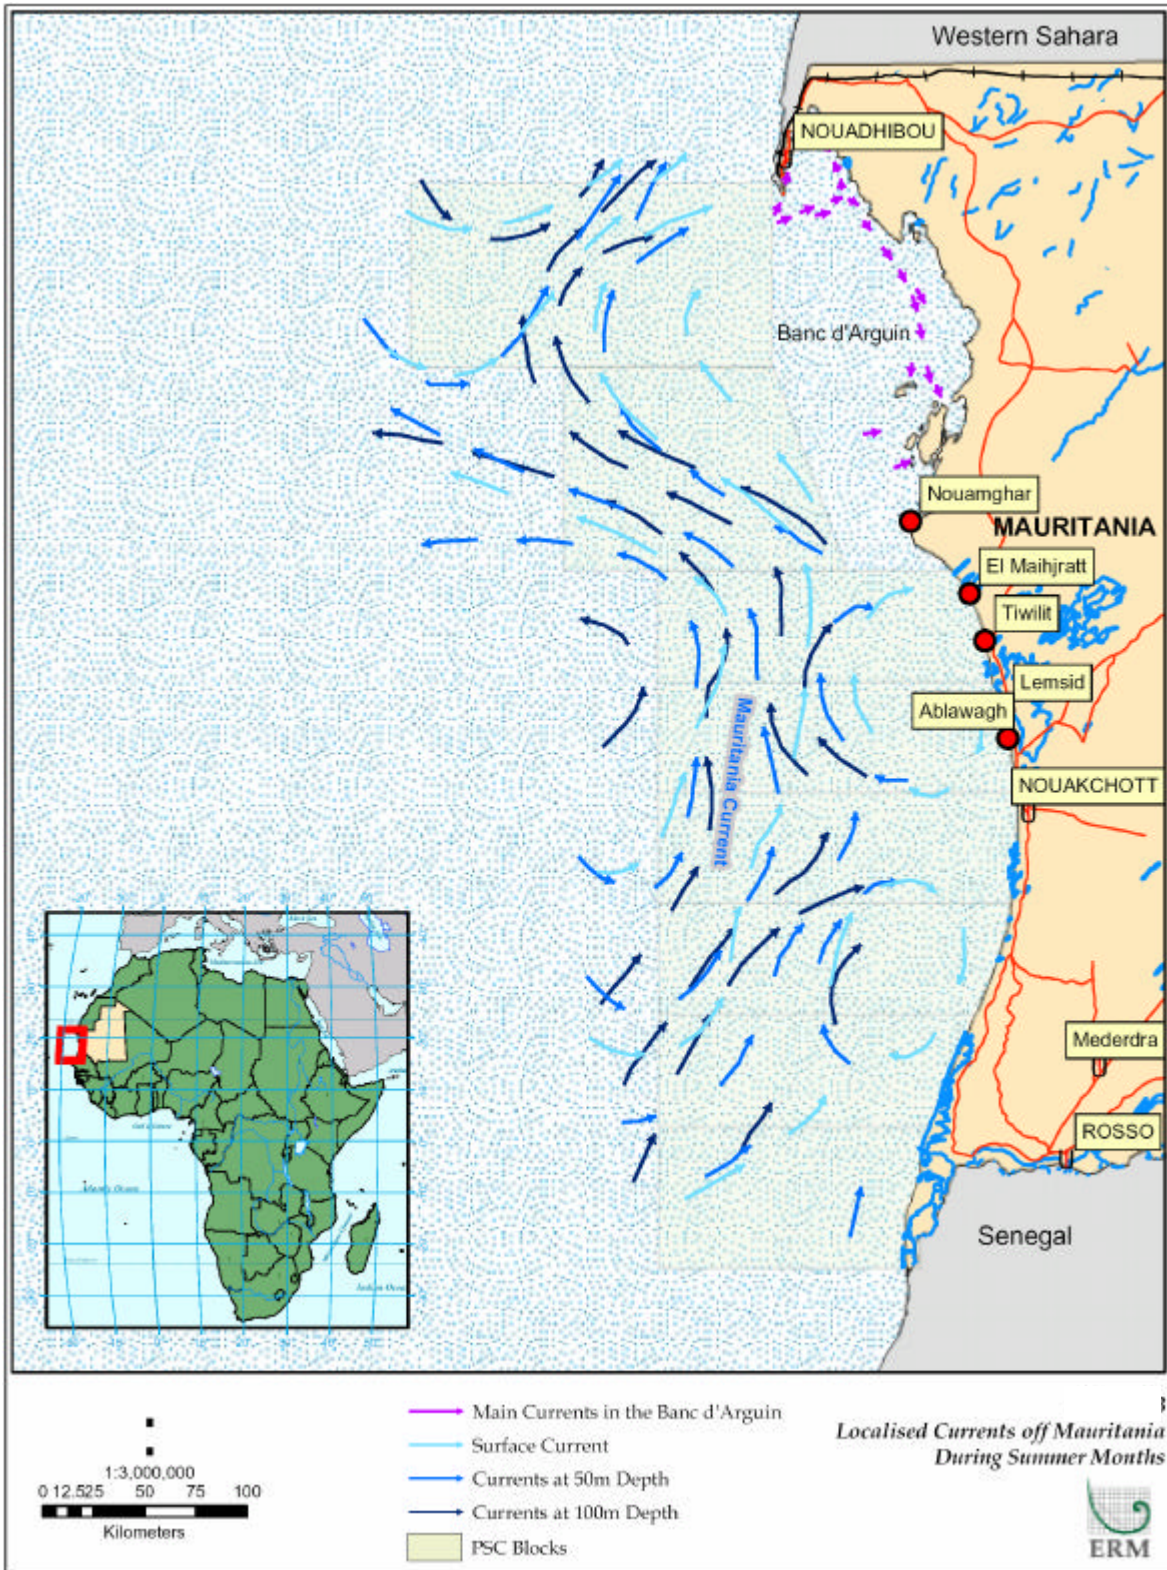 Western Sahara
NOUADHIBOU
Banc d'Arguin
Nouamghar
MAURITANIA
El Maihjratt
Tiwilit
Lemsid
Ablawagh
Mauritania Current
NOUAKCHOTT
Mederdra
ROSSO
Senegal
Main Currents in the Banc d'Arguin
Surface Current
Currents at 50m Depth
Currents at 100m Depth
PSC Blocks
1:3,000,000
0 12.525 50 75 100
Kilometers
Localised Currents off Mauritania
During Summer Months
ERM